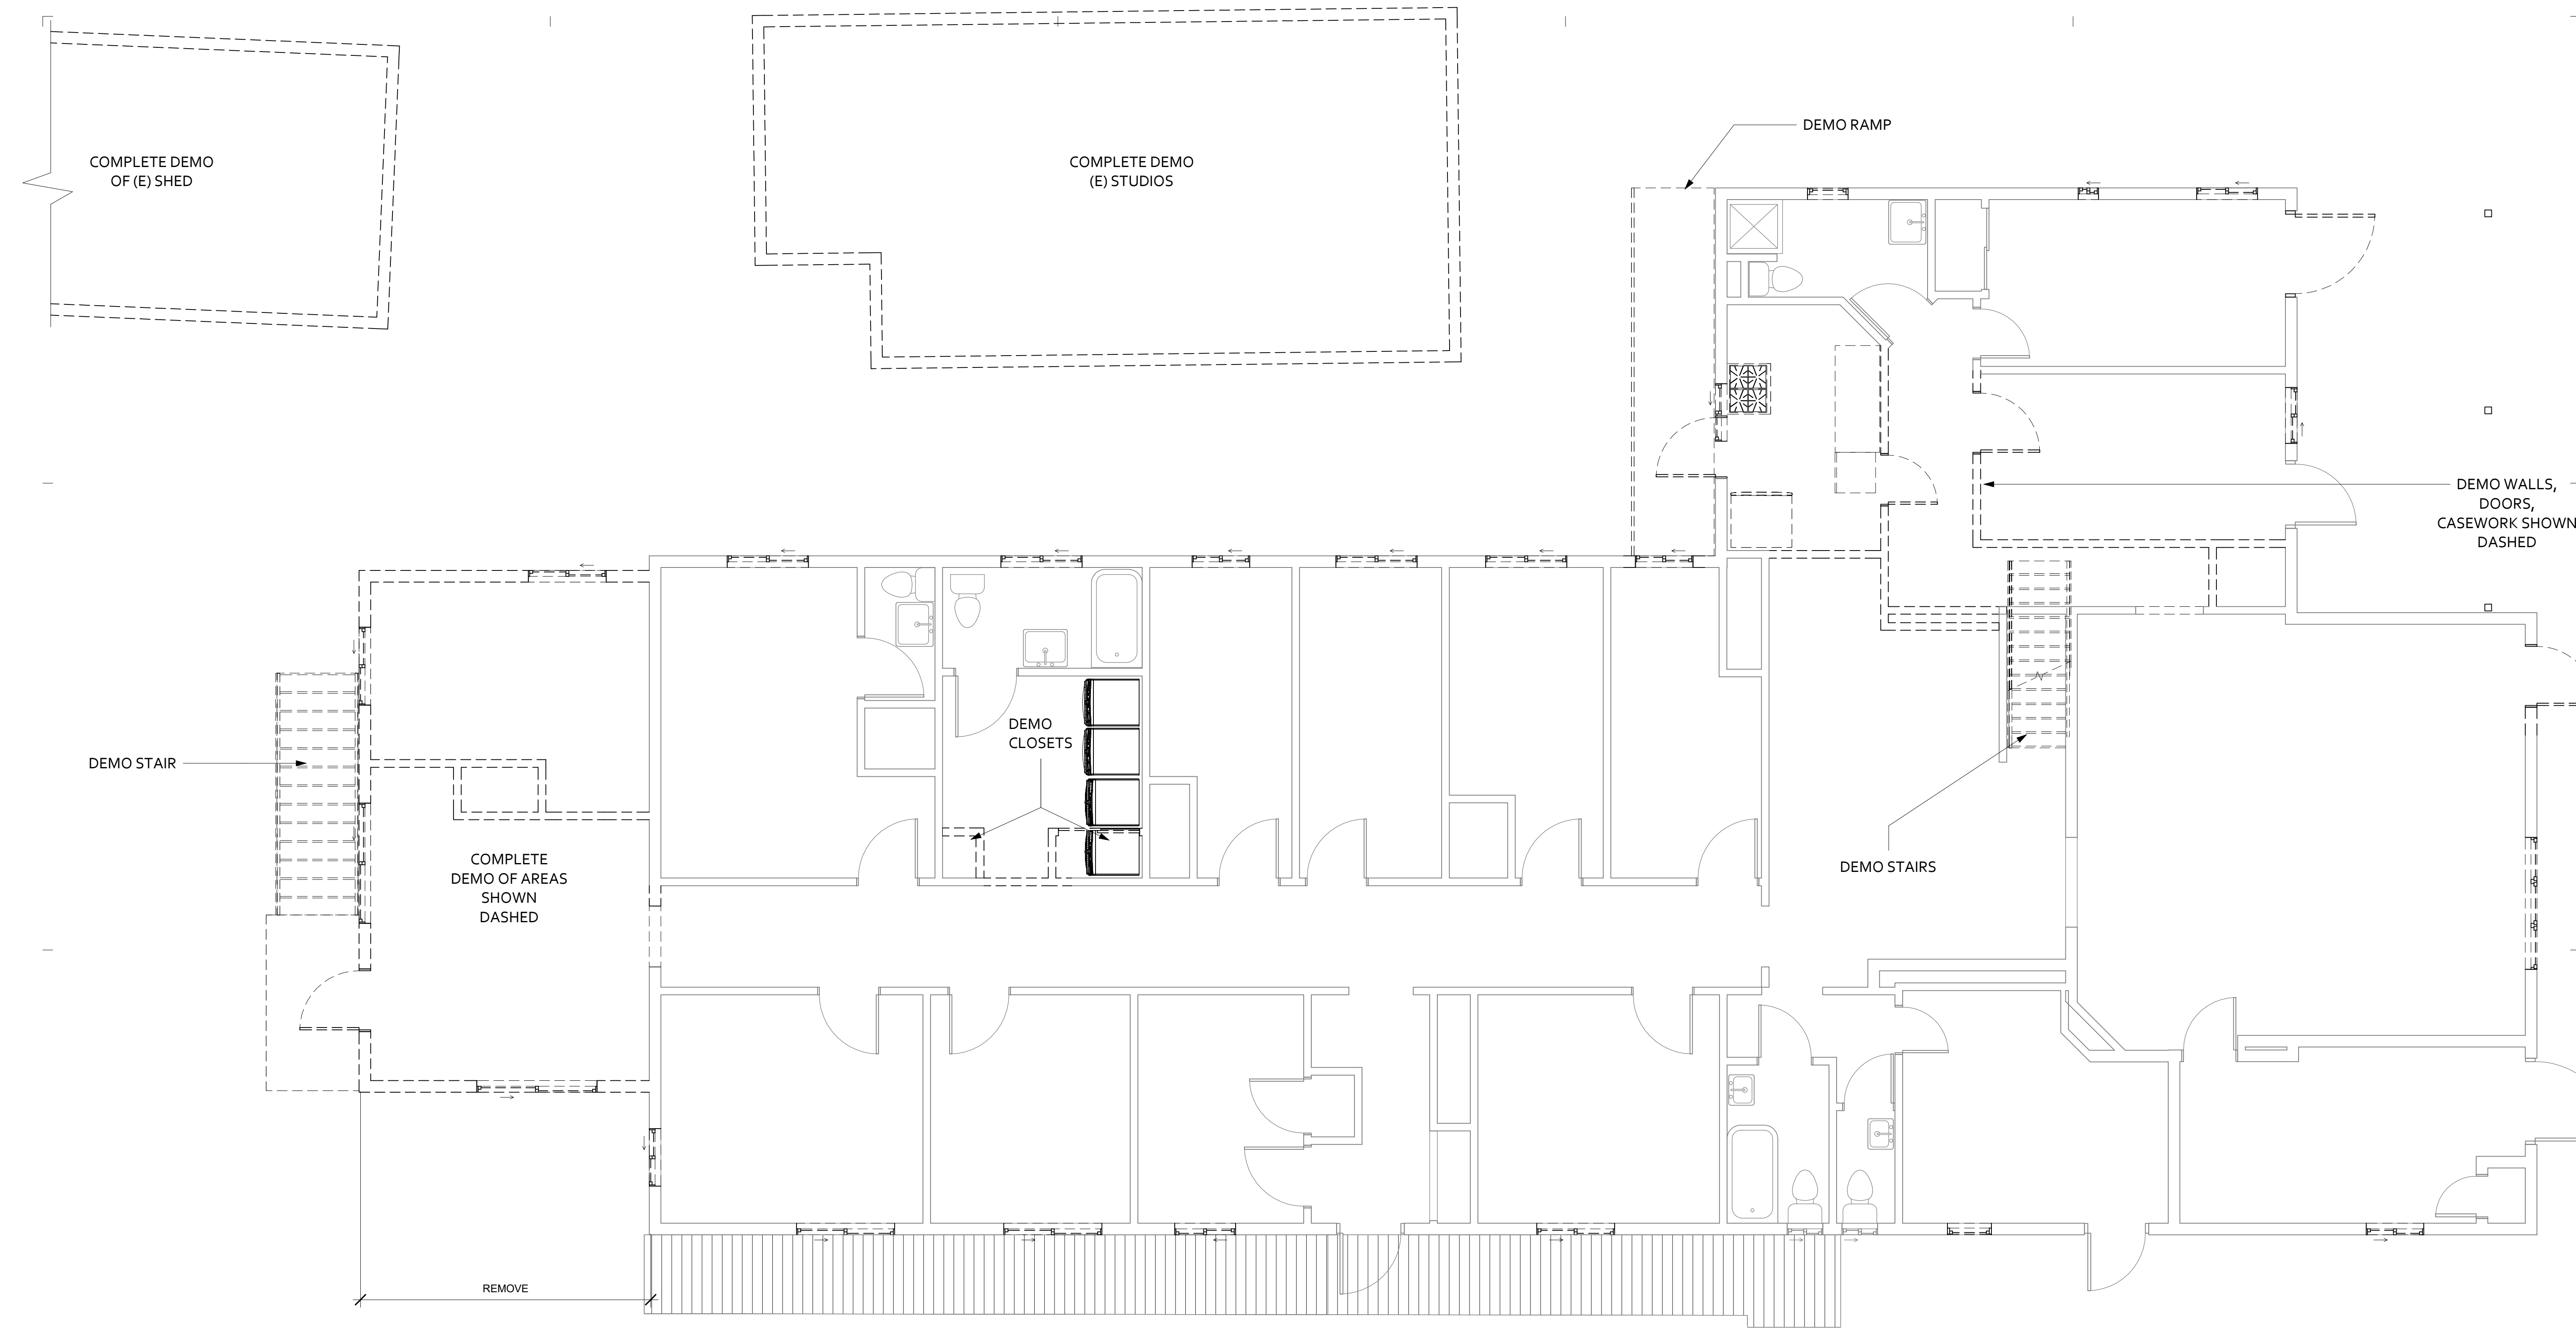 COMPLETE DEMO
OF (E) SHED
COMPLETE DEMO
(E) STUDIOS
DEMO RAMP
DEMO WALLS,
DOORS,
CASEWORK SHOWN
DASHED
DEMO
CLOSETS
DEMO STAIR
COMPLETE
DEMO OF AREAS
SHOWN
DASHED
DEMO STAIRS
REMOVE